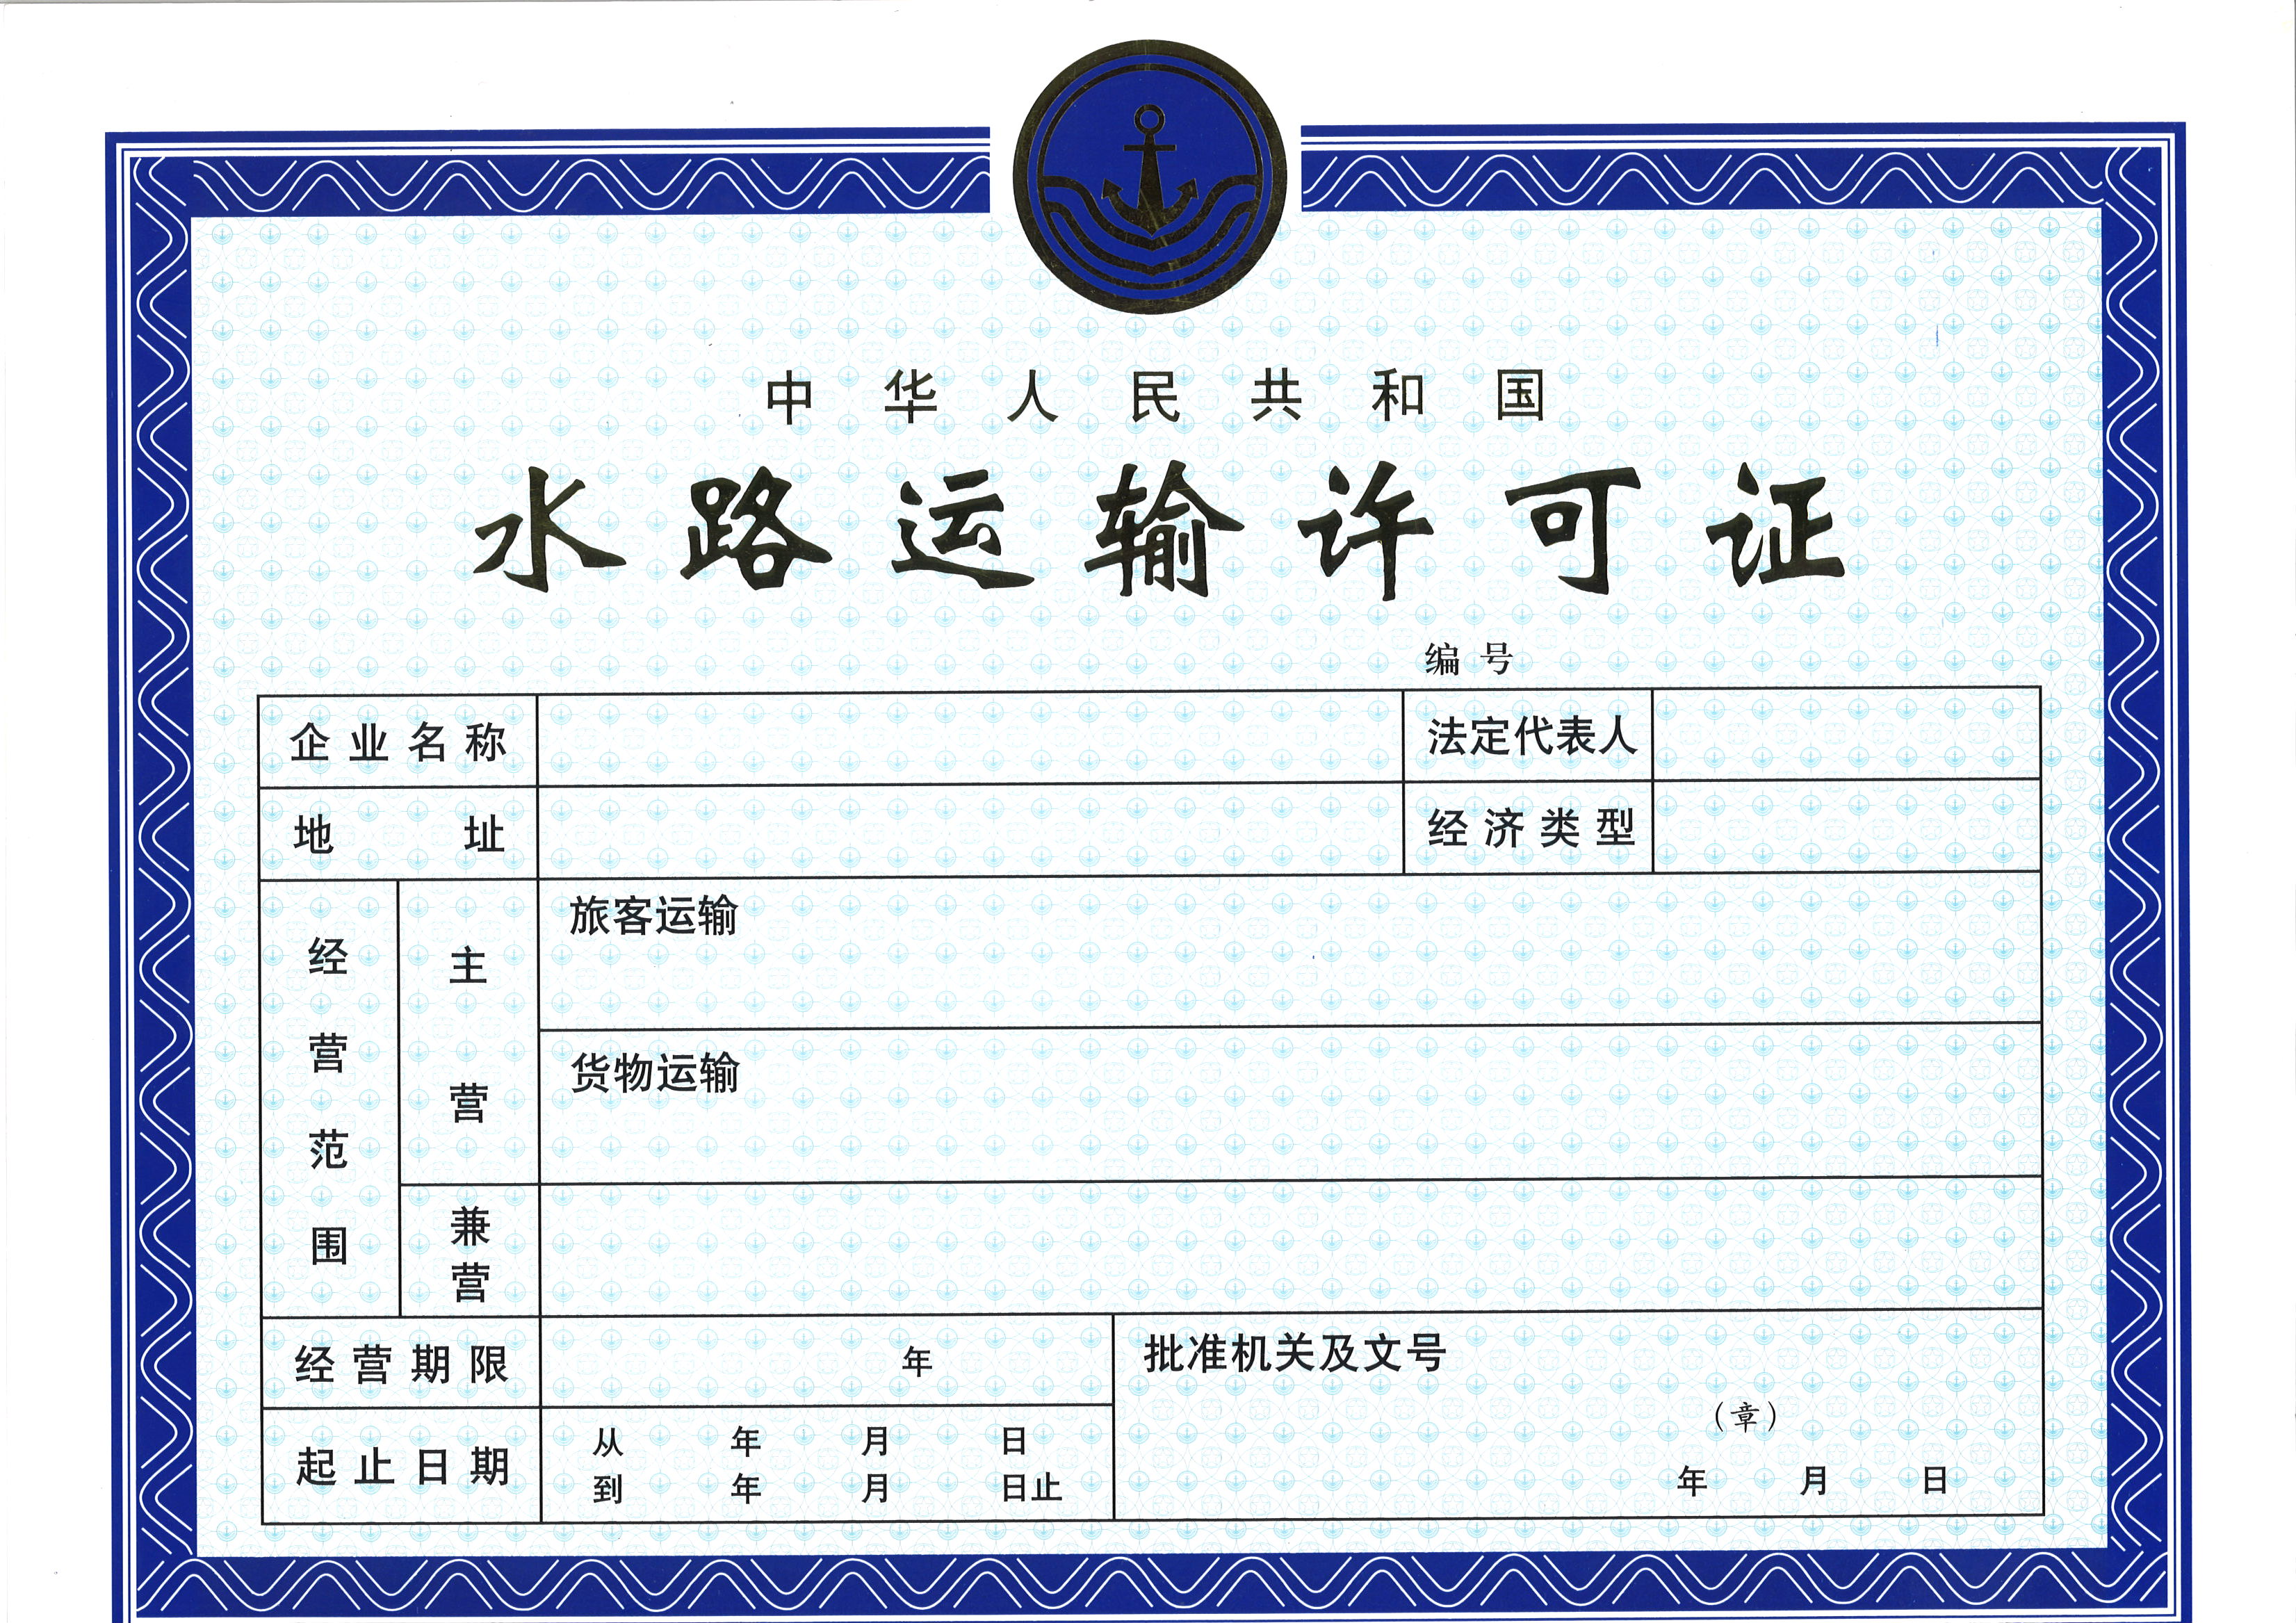 中华人民共和国
水路运输许可证
编号
企业名称
法定代表人
地址
经济类型
经营范围
主营
旅客运输
货物运输
兼营
经营期限
年
批准机关及文号
(章)
年 月 日
起止日期
从 年 月 日
到 年 月 日止